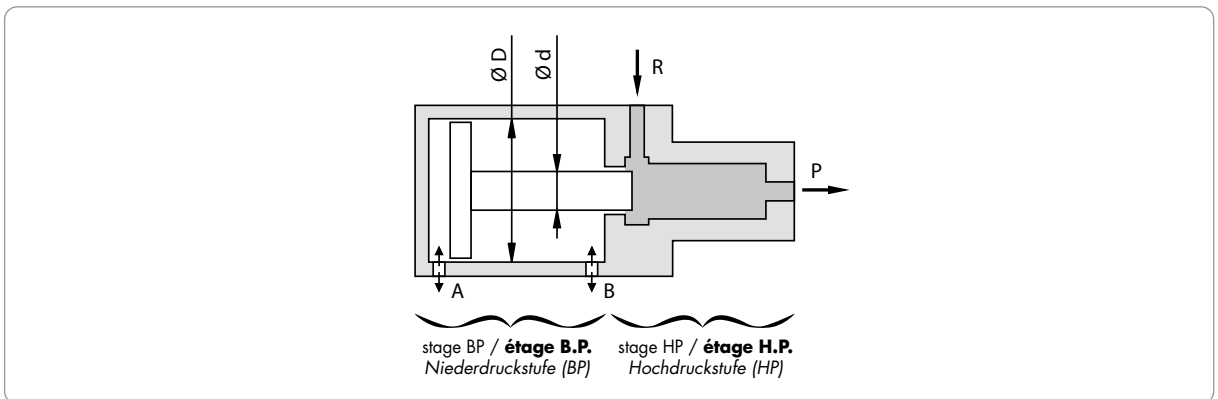 Ø D
Ø d
R
P
A
B
stage BP / étage B.P.
Niederdruckstufe (BP)
stage HP / étage H.P.
Hochdruckstufe (HP)